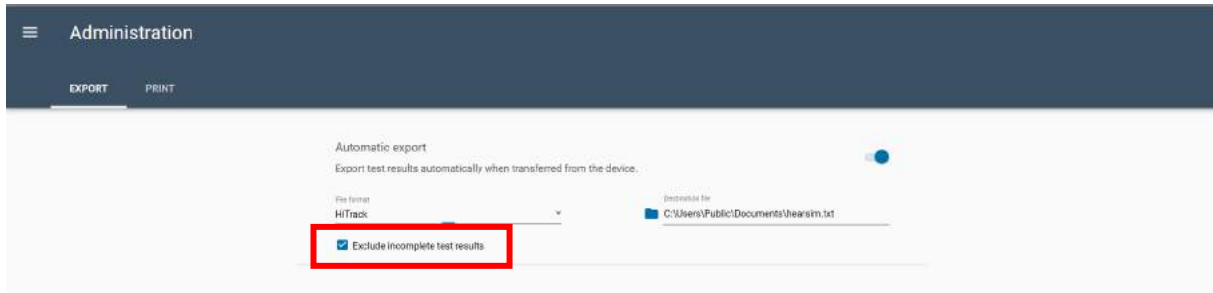 Administration
EXPORT PRINT
Automatic export
Export test results automatically when transferred from the device.
File format
HiTrack
Destination file
C:\Users\Public\Documents\hearsim.txt
Exclude incomplete test results